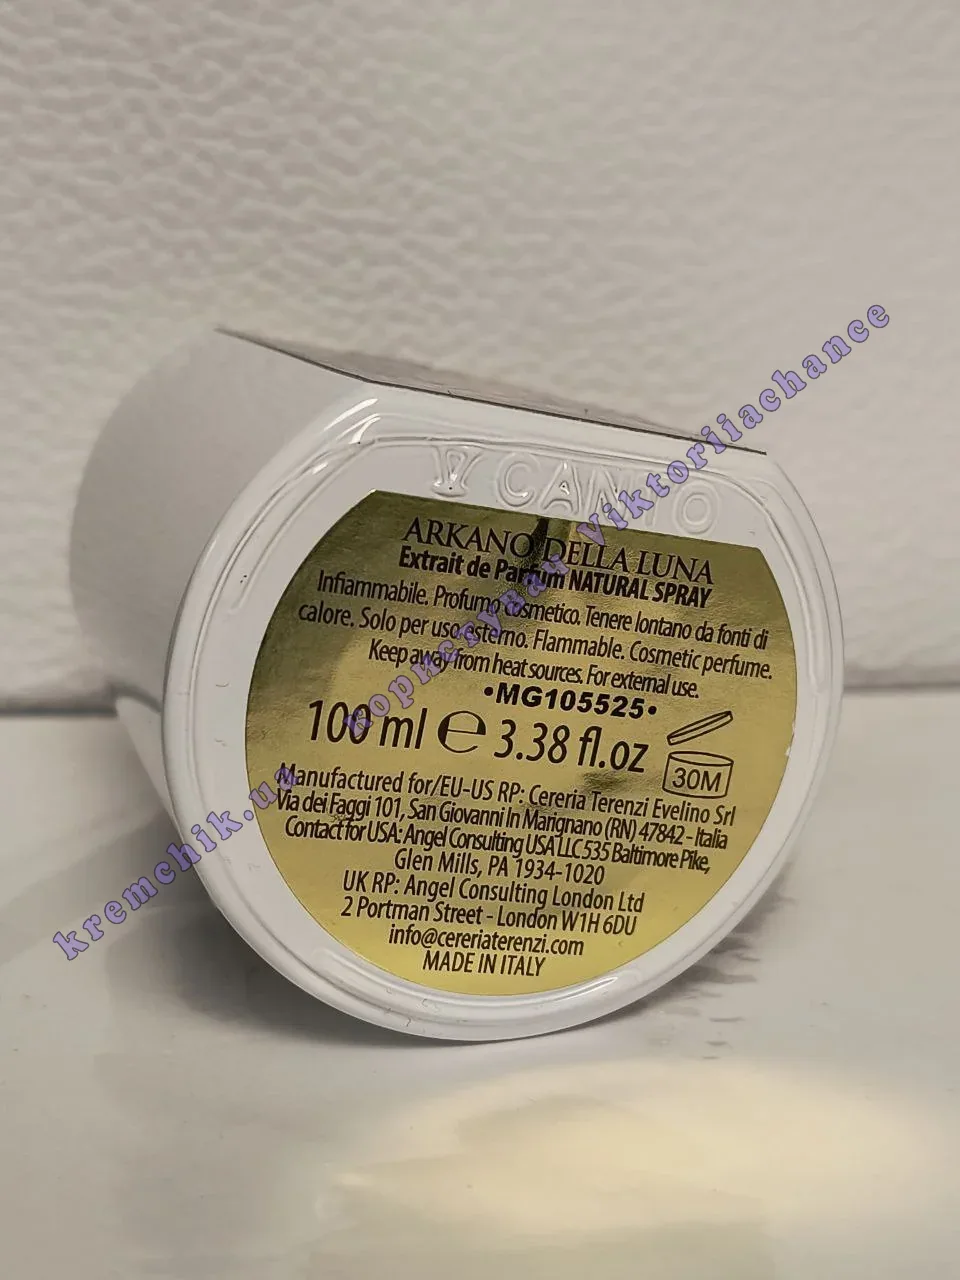 V CANTO
ARKANO DELLA LUNA
Extrait de Parfum NATURAL SPRAY
Infiammabile. Profumo cosmetico. Tenere lontano da fonti di
calore. Solo per uso esterno. Flammable. Cosmetic perfume.
Keep away from heat sources. For external use.
•MG105525•
100 ml ℮ 3.38 fl.oz
30M
Manufactured for/EU-US RP: Cereria Terenzi Evelino Srl
Via dei Faggi 101, San Giovanni In Marignano (RN) 47842 - Italia
Contact for USA: Angel Consulting USA LLC 535 Baltimore Pike,
Glen Mills, PA 1934-1020
UK RP: Angel Consulting London Ltd
2 Portman Street - London W1H 6DU
info@cereriaterenzi.com
MADE IN ITALY
kremchik.ua користувач Viktoriiachance